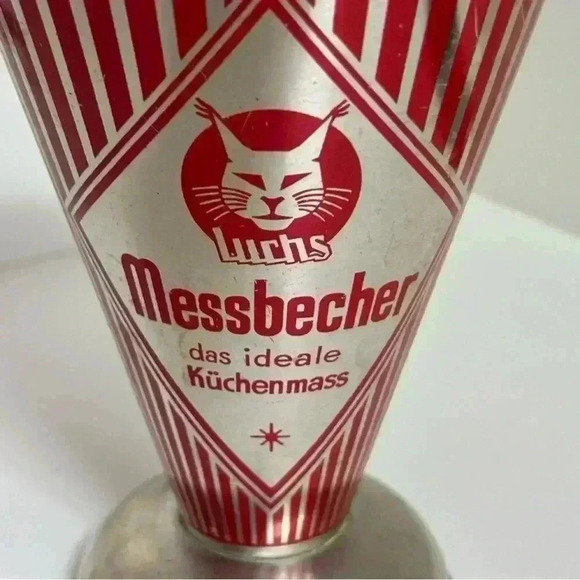 Luchs
Messbecher
das ideale
Küchenmass